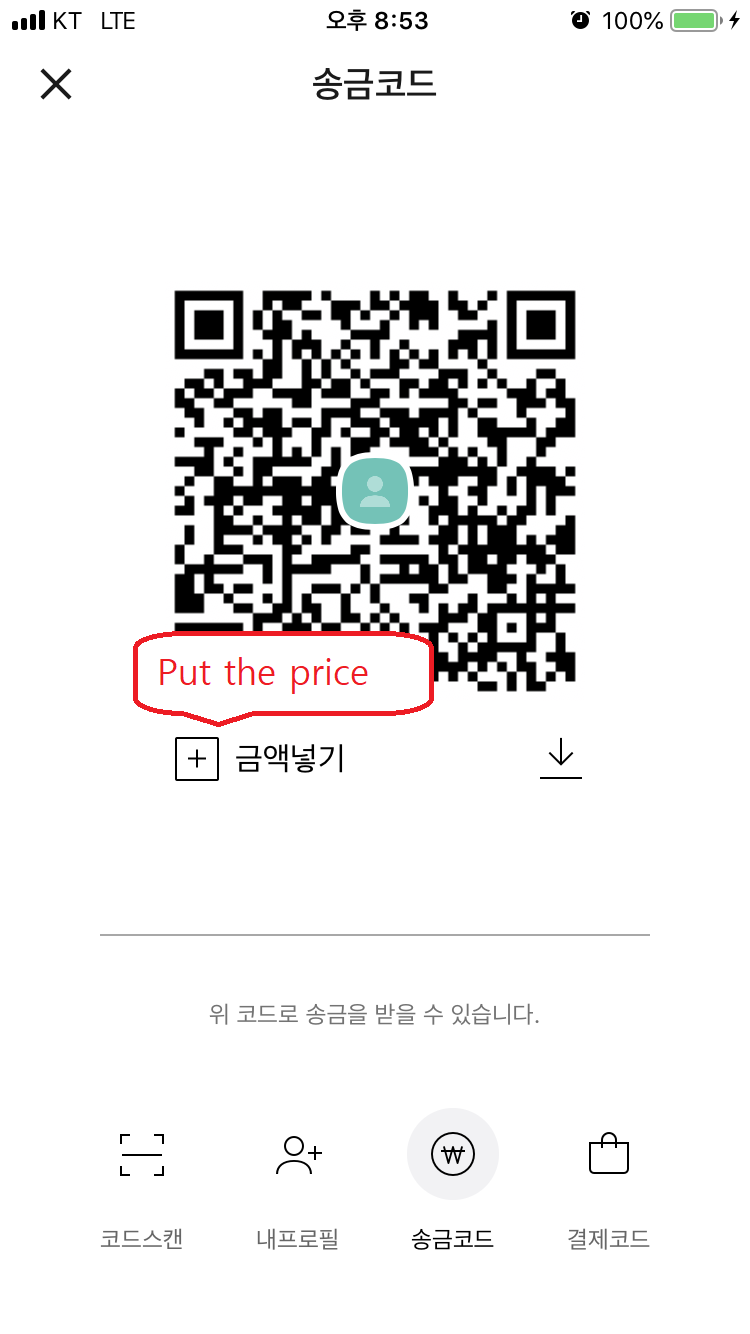 KT LTE 오후 8:53 100%
송금코드
Put the price
금액넣기
위 코드로 송금을 받을 수 있습니다.
코드스캔 내프로필 송금코드 결제코드